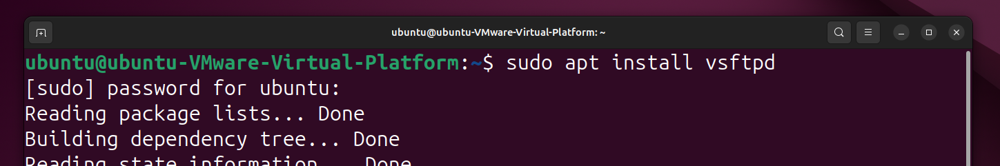 ubuntu@ubuntu-VMware-Virtual-Platform: ~
ubuntu@ubuntu-VMware-Virtual-Platform:~$ sudo apt install vsftpd
[sudo] password for ubuntu:
Reading package lists... Done
Building dependency tree... Done
Reading state information... Done